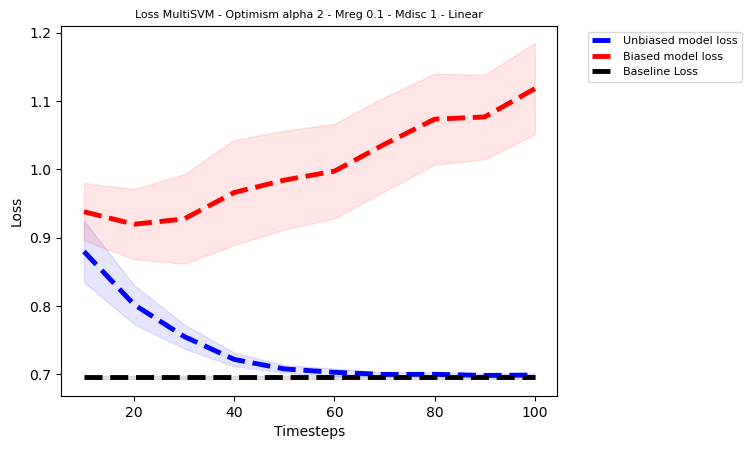 Loss MultiSVM - Optimism alpha 2 - Mreg 0.1 - Mdisc 1 - Linear
Unbiased model loss
Biased model loss
Baseline Loss
Loss
1.2
1.1
1.0
0.9
0.8
0.7
20 40 60 80 100
Timesteps